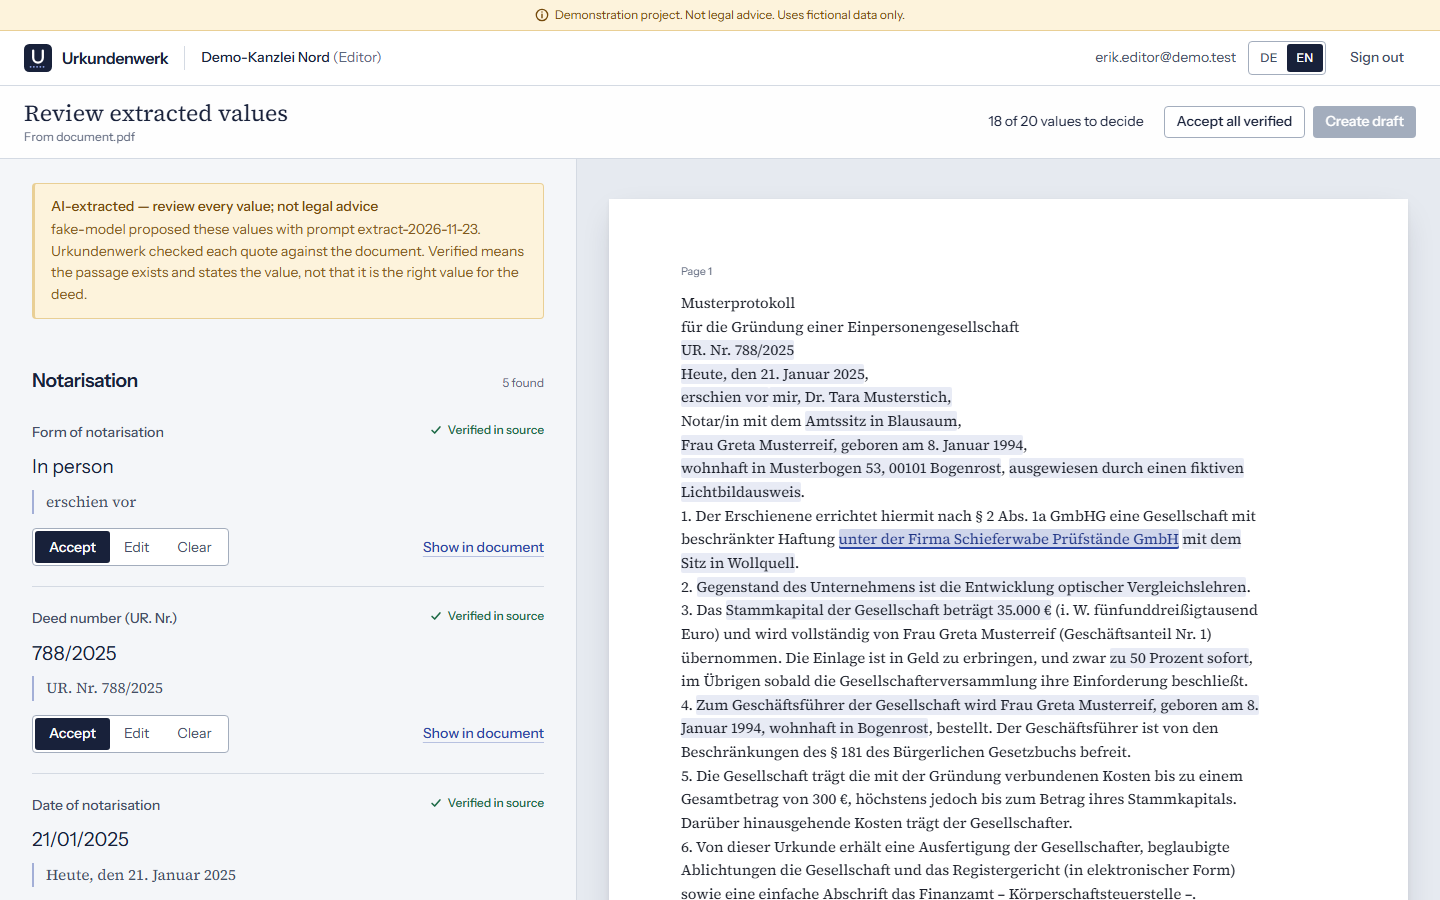 Demonstration project. Not legal advice. Uses fictional data only.
Urkundenwerk
Demo-Kanzlei Nord (Editor)
erik.editor@demo.test
DE
EN
Sign out
Review extracted values
From document.pdf
18 of 20 values to decide
Accept all verified
Create draft
AI-extracted — review every value; not legal advice
fake-model proposed these values with prompt extract-2026-11-23.
Urkundenwerk checked each quote against the document. Verified means
the passage exists and states the value, not that it is the right value for the
deed.
Notarisation
5 found
Form of notarisation
Verified in source
In person
erschien vor
Accept
Edit
Clear
Show in document
Deed number (UR. Nr.)
Verified in source
788/2025
UR. Nr. 788/2025
Accept
Edit
Clear
Show in document
Date of notarisation
Verified in source
21/01/2025
Heute, den 21. Januar 2025
Page 1
Musterprotokoll
für die Gründung einer Einpersonengesellschaft
UR. Nr. 788/2025
Heute, den 21. Januar 2025,
erschien vor mir, Dr. Tara Musterstich,
Notar/in mit dem Amtssitz in Blausaum,
Frau Greta Musterreif, geboren am 8. Januar 1994,
wohnhaft in Musterbogen 53, 00101 Bogenrost, ausgewiesen durch einen fiktiven
Lichtbildausweis.
1. Der Erschienene errichtet hiermit nach § 2 Abs. 1a GmbHG eine Gesellschaft mit
beschränkter Haftung unter der Firma Schieferwabe Prüfstände GmbH mit dem
Sitz in Wollquell.
2. Gegenstand des Unternehmens ist die Entwicklung optischer Vergleichslehren.
3. Das Stammkapital der Gesellschaft beträgt 35.000 € (i. W. fünfunddreißigtausend
Euro) und wird vollständig von Frau Greta Musterreif (Geschäftsanteil Nr. 1)
übernommen. Die Einlage ist in Geld zu erbringen, und zwar zu 50 Prozent sofort,
im Übrigen sobald die Gesellschafterversammlung ihre Einforderung beschließt.
4. Zum Geschäftsführer der Gesellschaft wird Frau Greta Musterreif, geboren am 8.
Januar 1994, wohnhaft in Bogenrost, bestellt. Der Geschäftsführer ist von den
Beschränkungen des § 181 des Bürgerlichen Gesetzbuchs befreit.
5. Die Gesellschaft trägt die mit der Gründung verbundenen Kosten bis zu einem
Gesamtbetrag von 300 €, höchstens jedoch bis zum Betrag ihres Stammkapitals.
Darüber hinausgehende Kosten trägt der Gesellschafter.
6. Von dieser Urkunde erhält eine Ausfertigung der Gesellschafter, beglaubigte
Ablichtungen die Gesellschaft und das Registergericht (in elektronischer Form)
sowie eine einfache Abschrift das Finanzamt – Körperschaftsteuerstelle –.